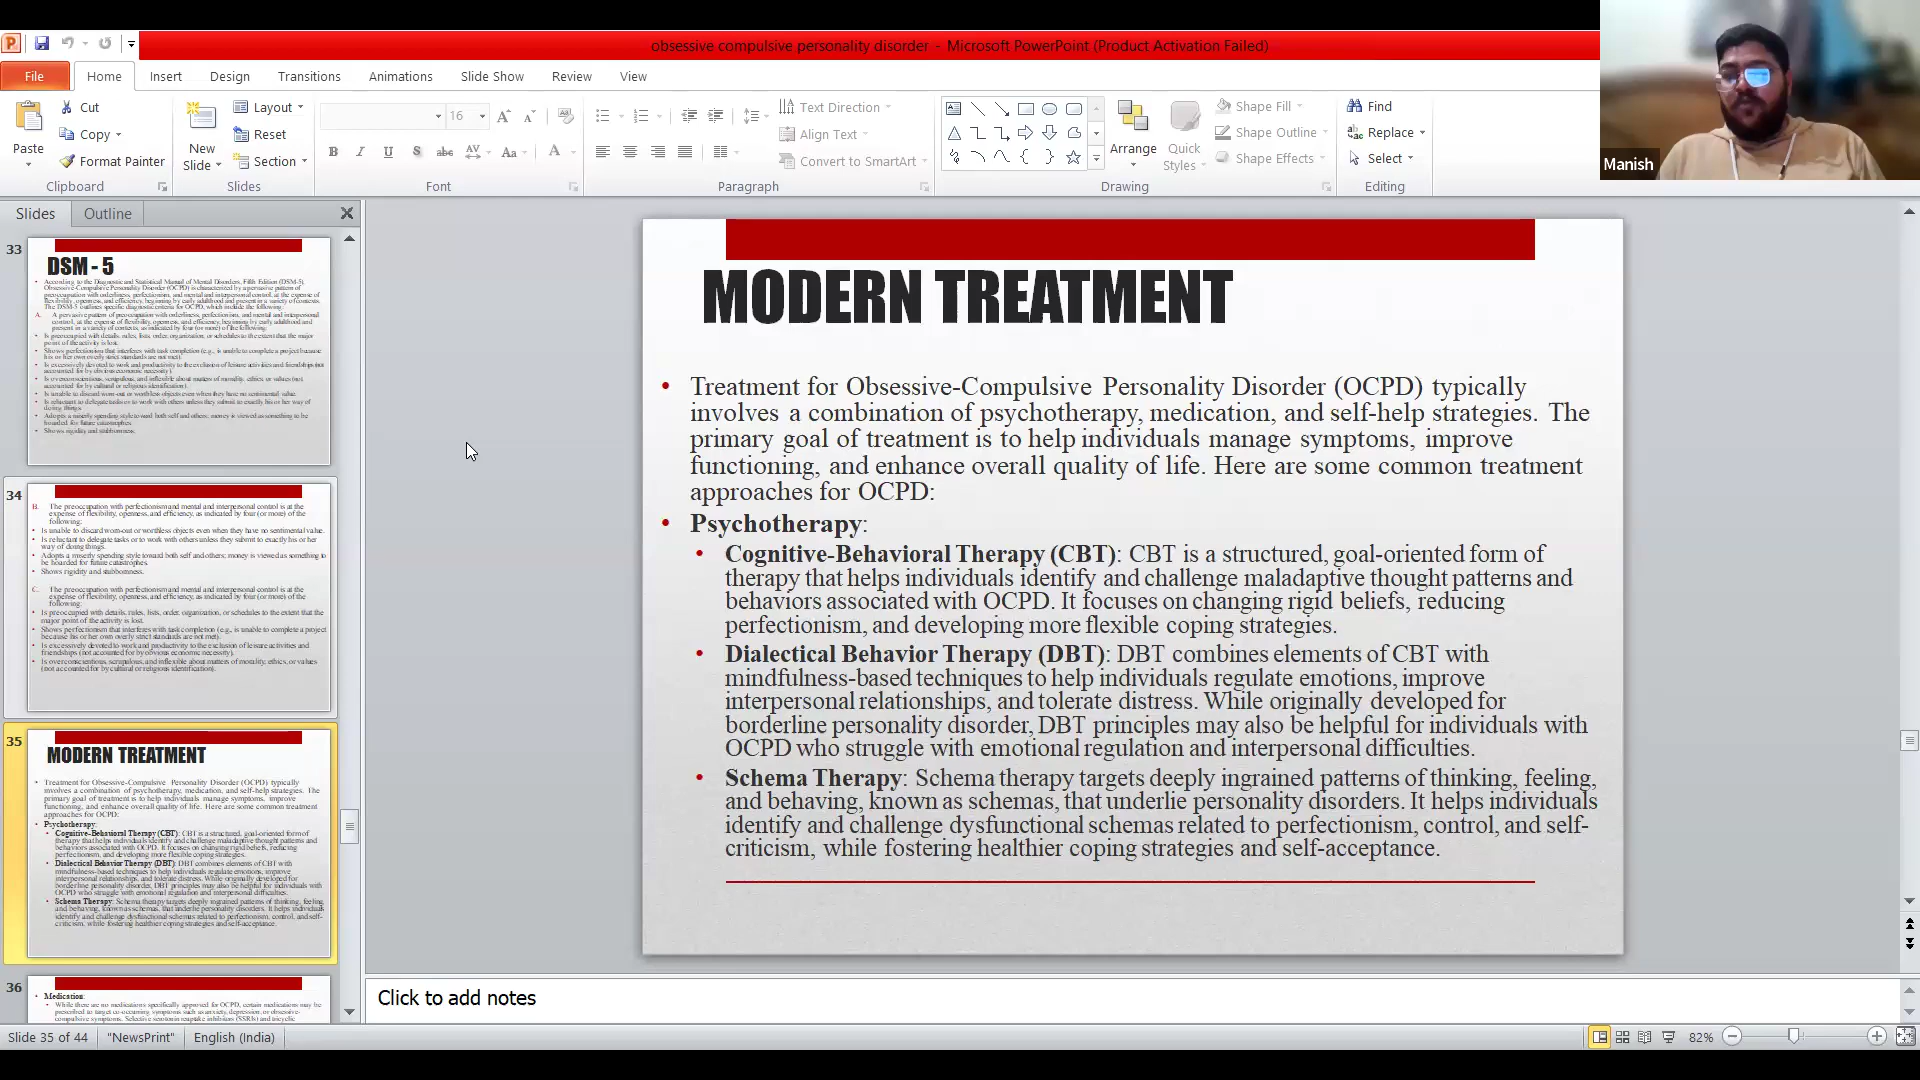 obsessive compulsive personality disorder - Microsoft PowerPoint (Product Activation Failed)
File Home Insert Design Transitions Animations Slide Show Review View
Paste
Cut
Copy
Format Painter
Clipboard
New
Slide
Layout
Reset
Section
Slides
16
Font
Text Direction
Align Text
Convert to SmartArt
Paragraph
Arrange
Quick
Styles
Shape Fill
Shape Outline
Shape Effects
Drawing
Find
Replace
Select
Editing
Manish
Slides Outline
33
DSM - 5
34
35
MODERN TREATMENT
36
Medication:
MODERN TREATMENT
• Treatment for Obsessive-Compulsive Personality Disorder (OCPD) typically
involves a combination of psychotherapy, medication, and self-help strategies. The
primary goal of treatment is to help individuals manage symptoms, improve
functioning, and enhance overall quality of life. Here are some common treatment
approaches for OCPD:
• Psychotherapy:
• Cognitive-Behavioral Therapy (CBT): CBT is a structured, goal-oriented form of
therapy that helps individuals identify and challenge maladaptive thought patterns and
behaviors associated with OCPD. It focuses on changing rigid beliefs, reducing
perfectionism, and developing more flexible coping strategies.
• Dialectical Behavior Therapy (DBT): DBT combines elements of CBT with
mindfulness-based techniques to help individuals regulate emotions, improve
interpersonal relationships, and tolerate distress. While originally developed for
borderline personality disorder, DBT principles may also be helpful for individuals with
OCPD who struggle with emotional regulation and interpersonal difficulties.
• Schema Therapy: Schema therapy targets deeply ingrained patterns of thinking, feeling,
and behaving, known as schemas, that underlie personality disorders. It helps individuals
identify and challenge dysfunctional schemas related to perfectionism, control, and self-
criticism, while fostering healthier coping strategies and self-acceptance.
Click to add notes
Slide 35 of 44 "NewsPrint" English (India) 82%